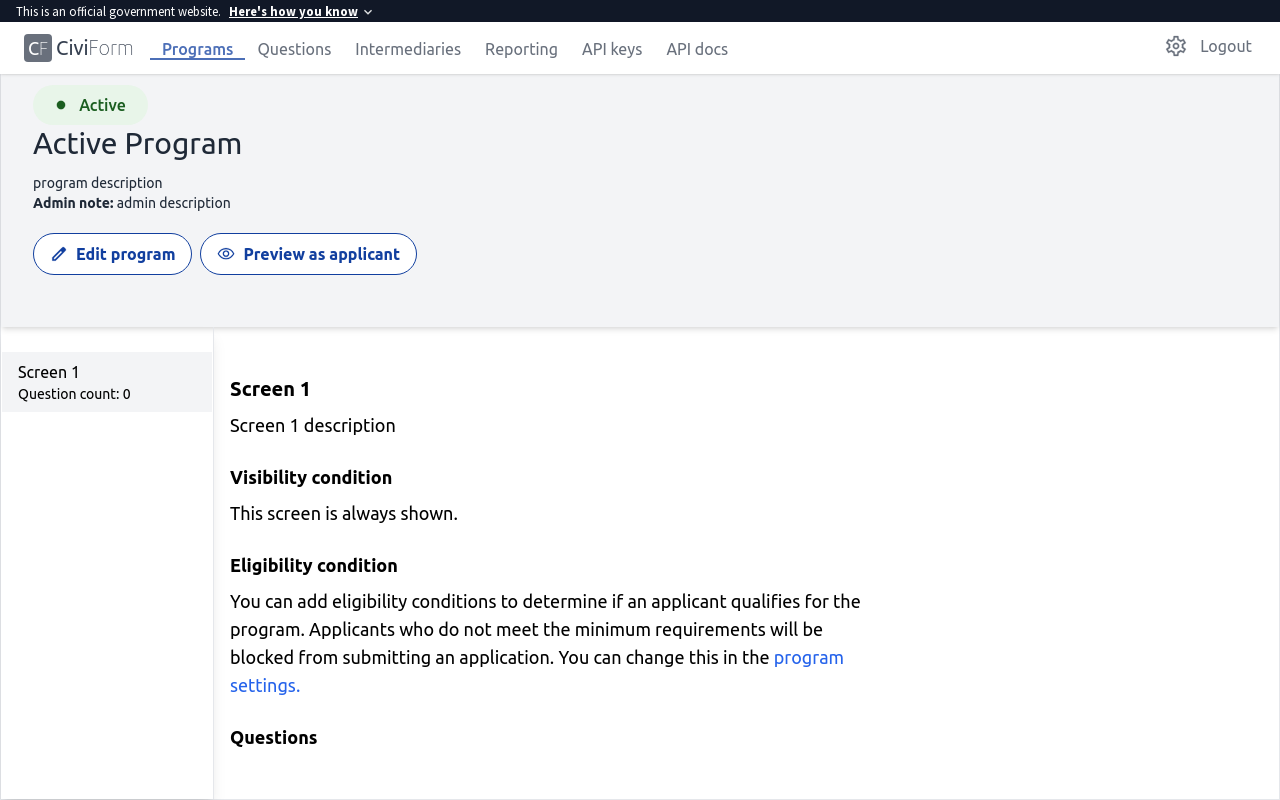 This is an official government website. Here's how you know
CF CiviForm Programs Questions Intermediaries Reporting API keys API docs Logout
Active
Active Program
program description
Admin note: admin description
Edit program Preview as applicant
Screen 1
Question count: 0
Screen 1
Screen 1 description
Visibility condition
This screen is always shown.
Eligibility condition
You can add eligibility conditions to determine if an applicant qualifies for the
program. Applicants who do not meet the minimum requirements will be
blocked from submitting an application. You can change this in the program
settings.
Questions